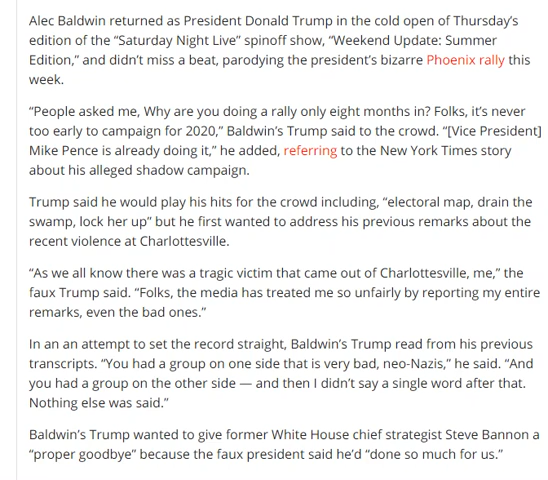 Alec Baldwin returned as President Donald Trump in the cold open of Thursday's
edition of the “Saturday Night Live” spinoff show, “Weekend Update: Summer
Edition,” and didn't miss a beat, parodying the president's bizarre Phoenix rally this
week.
“People asked me, Why are you doing a rally only eight months in? Folks, it's never
too early to campaign for 2020,” Baldwin's Trump said to the crowd. “[Vice President]
Mike Pence is already doing it,” he added, referring to the New York Times story
about his alleged shadow campaign.
Trump said he would play his hits for the crowd including, “electoral map, drain the
swamp, lock her up” but he first wanted to address his previous remarks about the
recent violence at Charlottesville.
“As we all know there was a tragic victim that came out of Charlottesville, me,” the
faux Trump said. “Folks, the media has treated me so unfairly by reporting my entire
remarks, even the bad ones.”
In an an attempt to set the record straight, Baldwin's Trump read from his previous
transcripts. “You had a group on one side that is very bad, neo-Nazis,” he said. “And
you had a group on the other side — and then I didn't say a single word after that.
Nothing else was said.”
Baldwin's Trump wanted to give former White House chief strategist Steve Bannon a
“proper goodbye” because the faux president said he'd “done so much for us.”